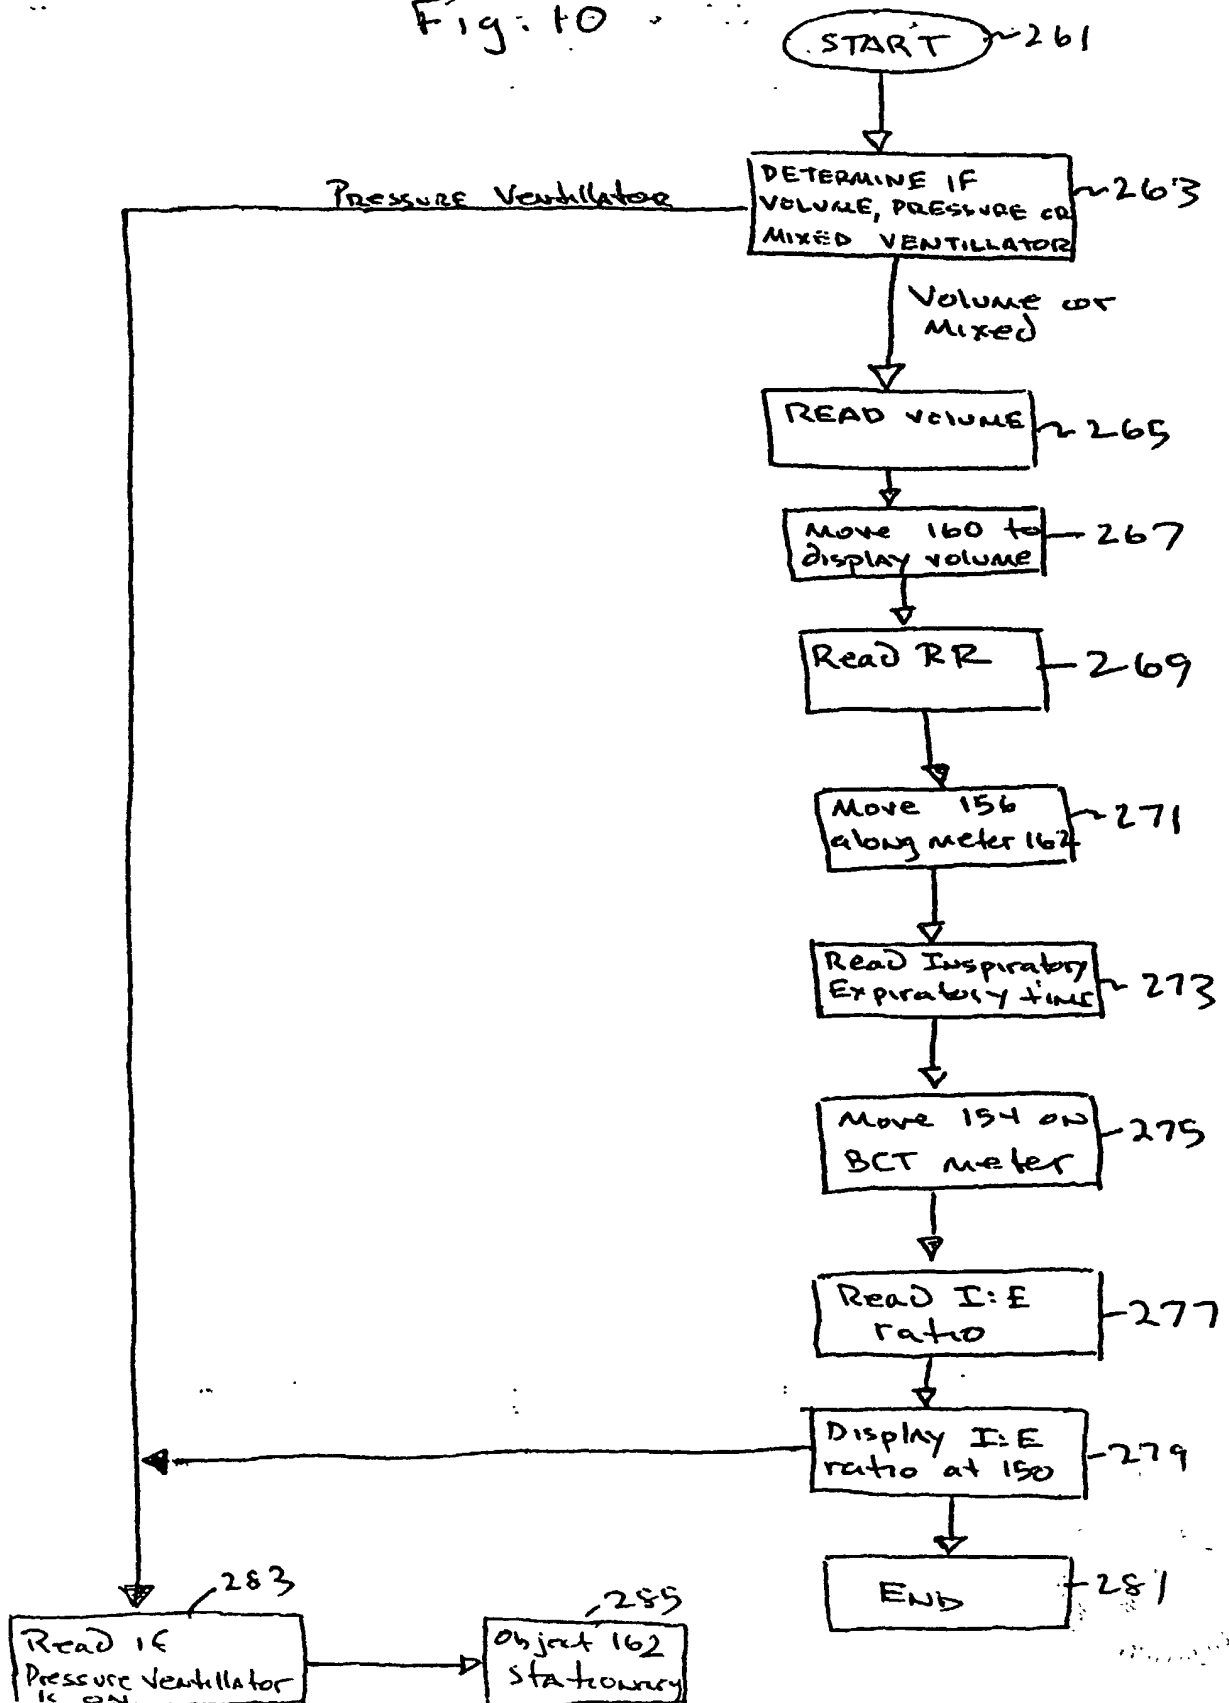 Fig. 10
START
261
DETERMINE IF
VOLUME, PRESSURE OR
MIXED VENTILLATOR
263
Pressure Ventillator
Volume or
Mixed
READ VOLUME
265
Move 160 to
display volume
267
Read RR
269
Move 156
along meter 162
271
Read Inspiratory
Expiratory time
273
Move 154 on
BCT meter
275
Read I:E
ratio
277
Display I:E
ratio at 150
279
END
281
283
Read if
Pressure Ventillator
is ON
285
Object 162
Stationary